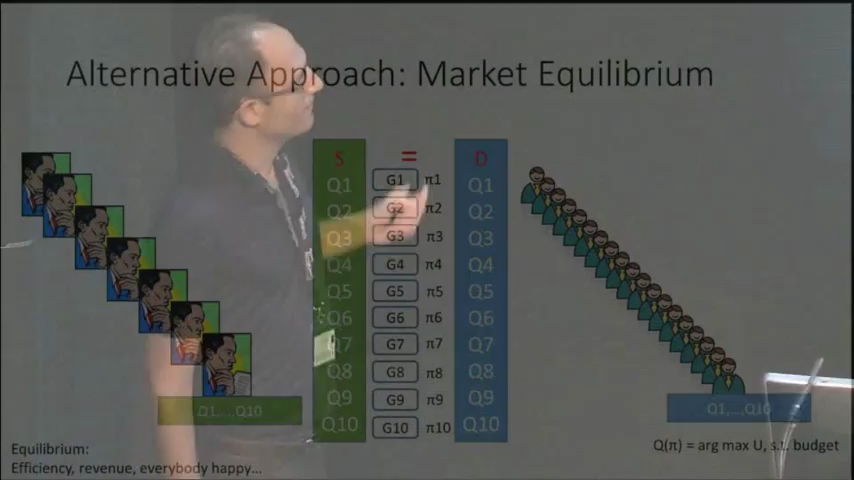 Alternative Approach: Market Equilibrium
S = D
Q1 G1 π1 Q1
Q2 G2 π2 Q2
Q3 G3 π3 Q3
Q4 G4 π4 Q4
Q5 G5 π5 Q5
Q6 G6 π6 Q6
Q7 G7 π7 Q7
Q8 G8 π8 Q8
Q9 G9 π9 Q9
Q10 G10 π10 Q10
Q1,...,Q10
Q1,...,Q10
Equilibrium:
Efficiency, revenue, everybody happy...
Q(π) = arg max U, s.t. budget